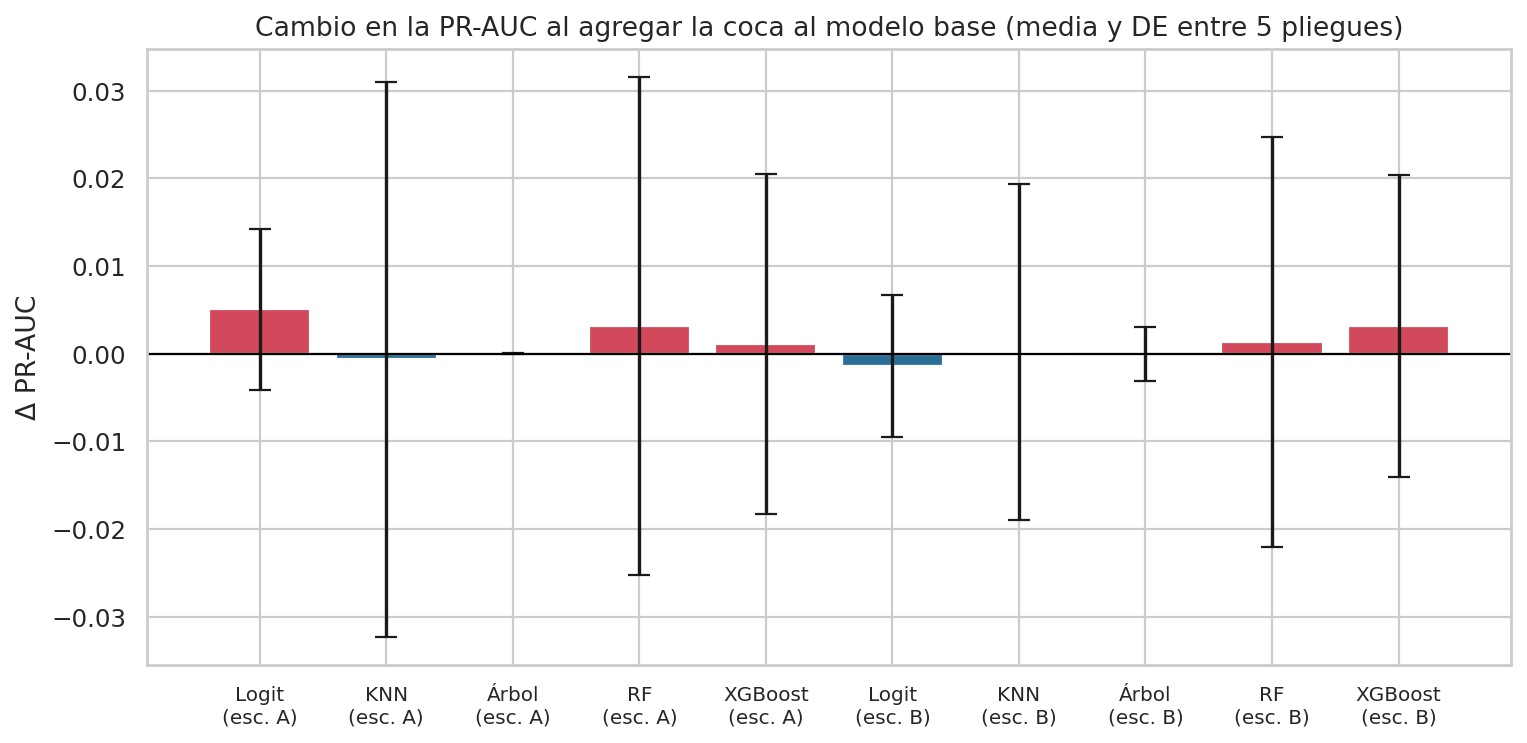 Cambio en la PR-AUC al agregar la coca al modelo base (media y DE entre 5 pliegues)
Δ PR-AUC
0.03
0.02
0.01
0.00
−0.01
−0.02
−0.03
Logit
(esc. A)
KNN
(esc. A)
Árbol
(esc. A)
RF
(esc. A)
XGBoost
(esc. A)
Logit
(esc. B)
KNN
(esc. B)
Árbol
(esc. B)
RF
(esc. B)
XGBoost
(esc. B)